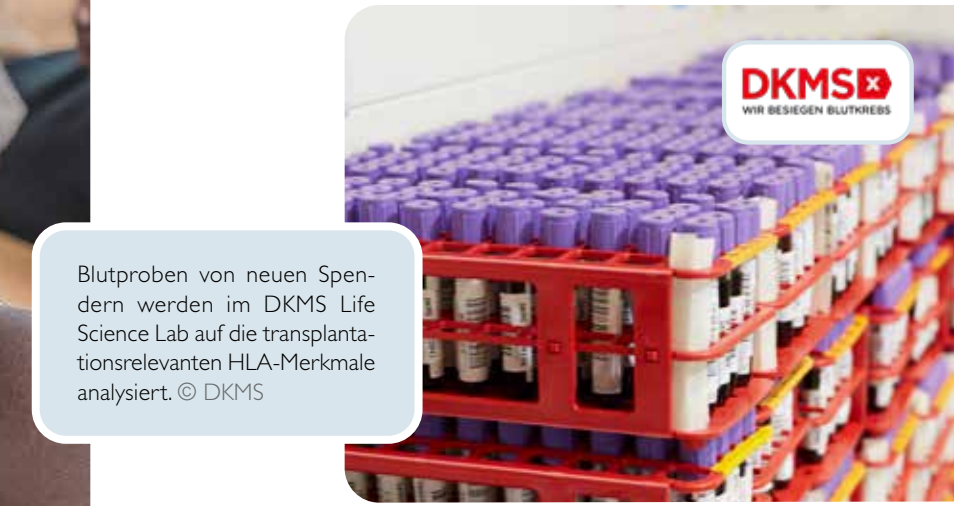 DKMS
WIR BESIEGEN BLUTKREBS
Blutproben von neuen Spen-
dern werden im DKMS Life
Science Lab auf die transplanta-
tionsrelevanten HLA-Merkmale
analysiert. © DKMS